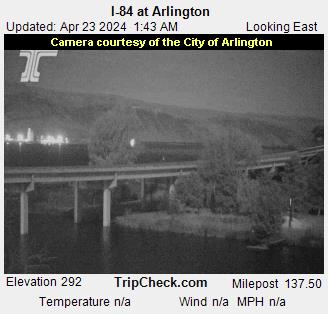 I-84 at Arlington
Updated: Apr 23 2024 1:43 AM Looking East
Camera courtesy of the City of Arlington
Elevation 292 TripCheck.com Milepost 137.50
Temperature n/a Wind n/a MPH n/a